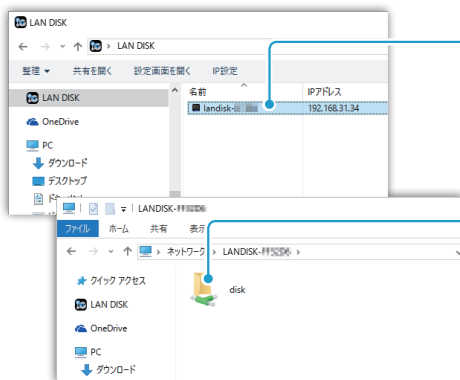 LAN DISK
LAN DISK
整理 共有を開く 設定画面を開く IP設定
LAN DISK
OneDrive
PC
ダウンロード
デスクトップ
名前 IPアドレス
landisk- 192.168.31.34
LANDISK-
ファイル ホーム 共有 表示
ネットワーク LANDISK-
クイック アクセス
LAN DISK
OneDrive
PC
ダウンロード
disk